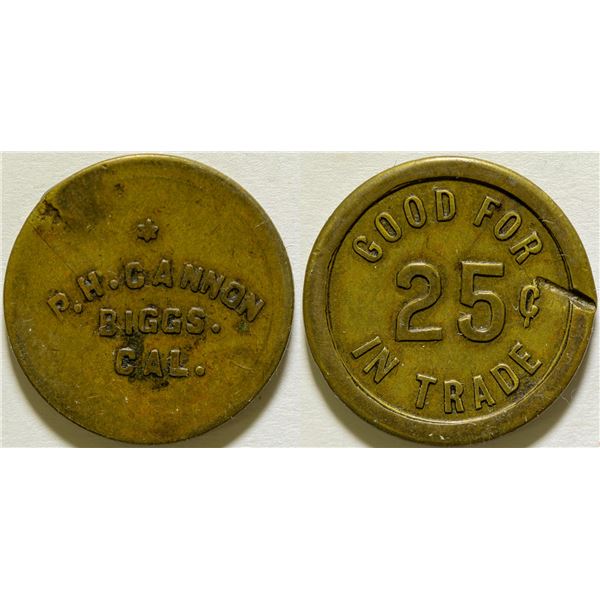 P.H. CANNON
BIGGS.
CAL.
GOOD FOR
25¢
IN TRADE